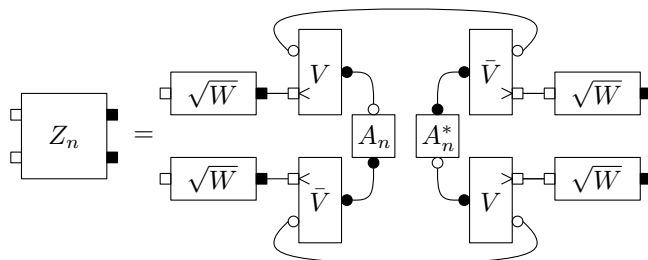 V V̄
√W √W
Z_n = A_n A_n^*
√W √W
V̄ V